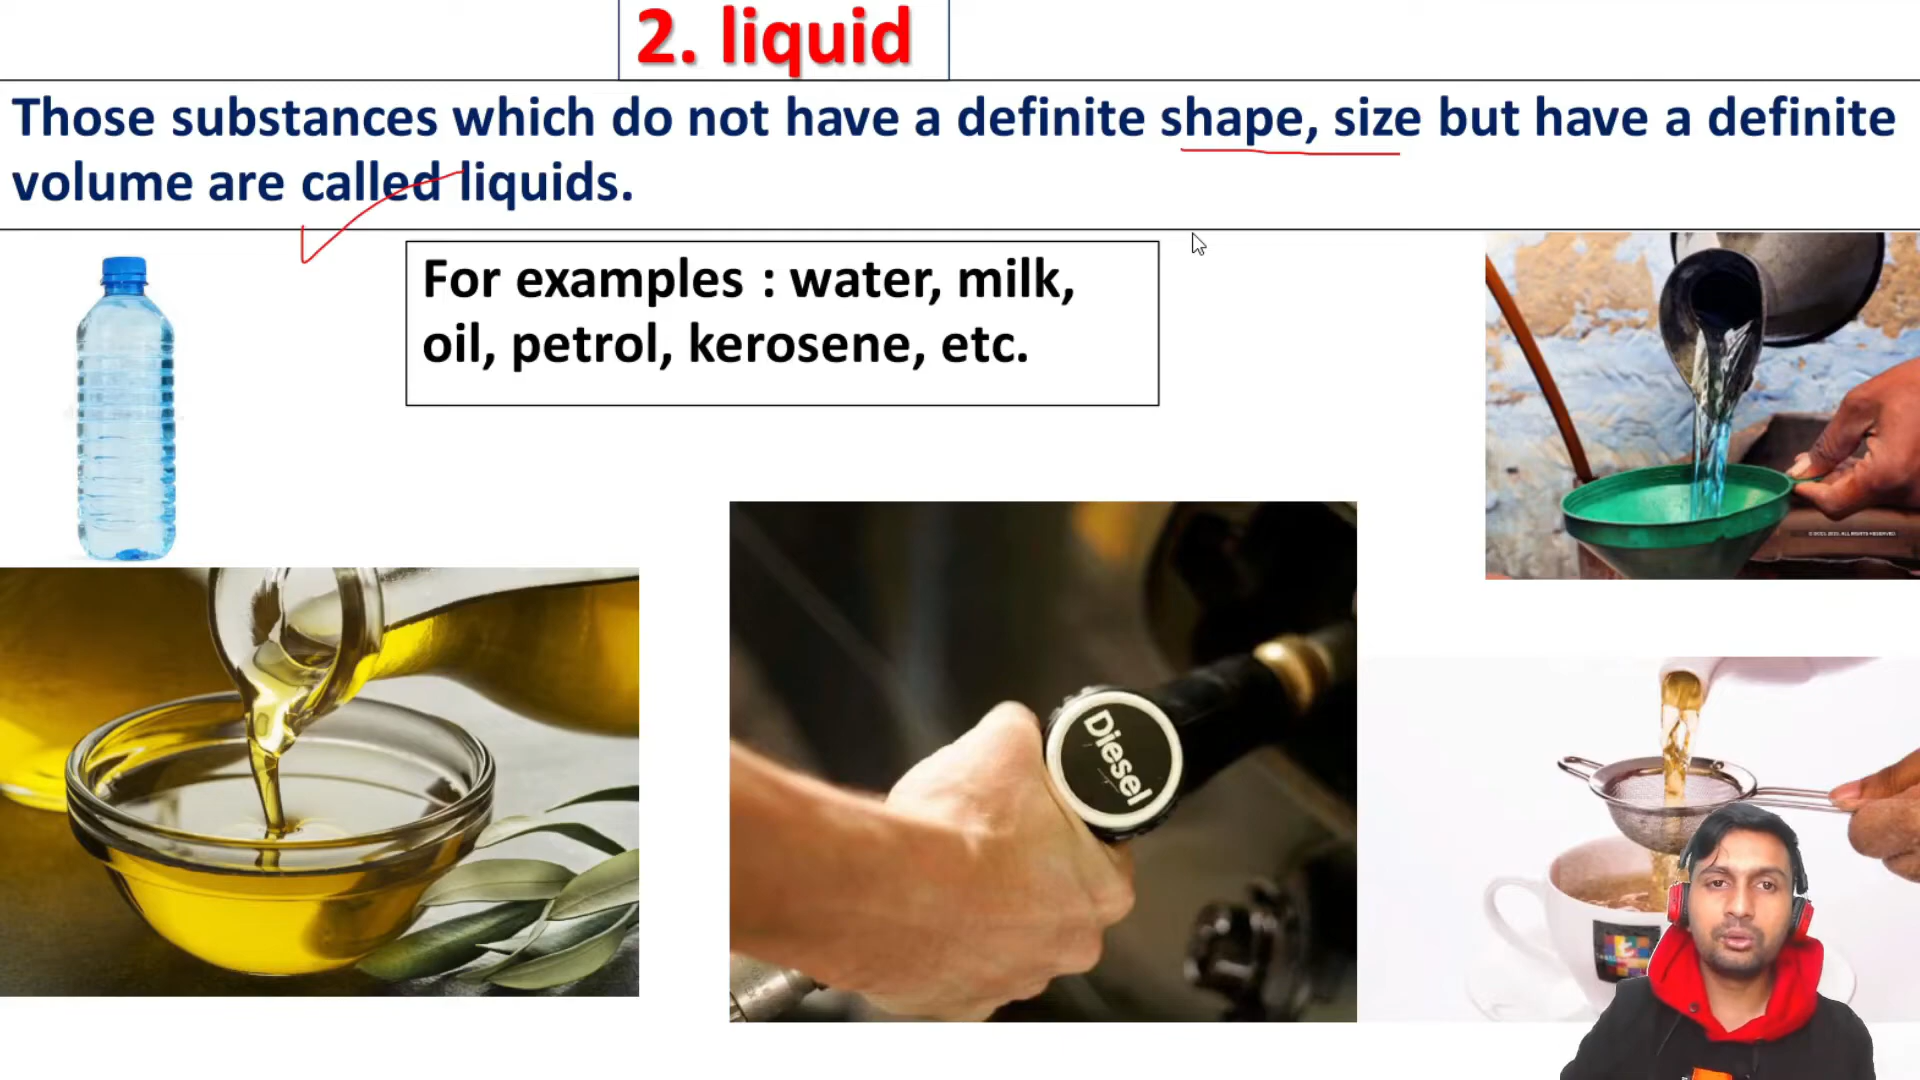 2. liquid
Those substances which do not have a definite shape, size but have a definite
volume are called liquids.
For examples : water, milk,
oil, petrol, kerosene, etc.
Diesel